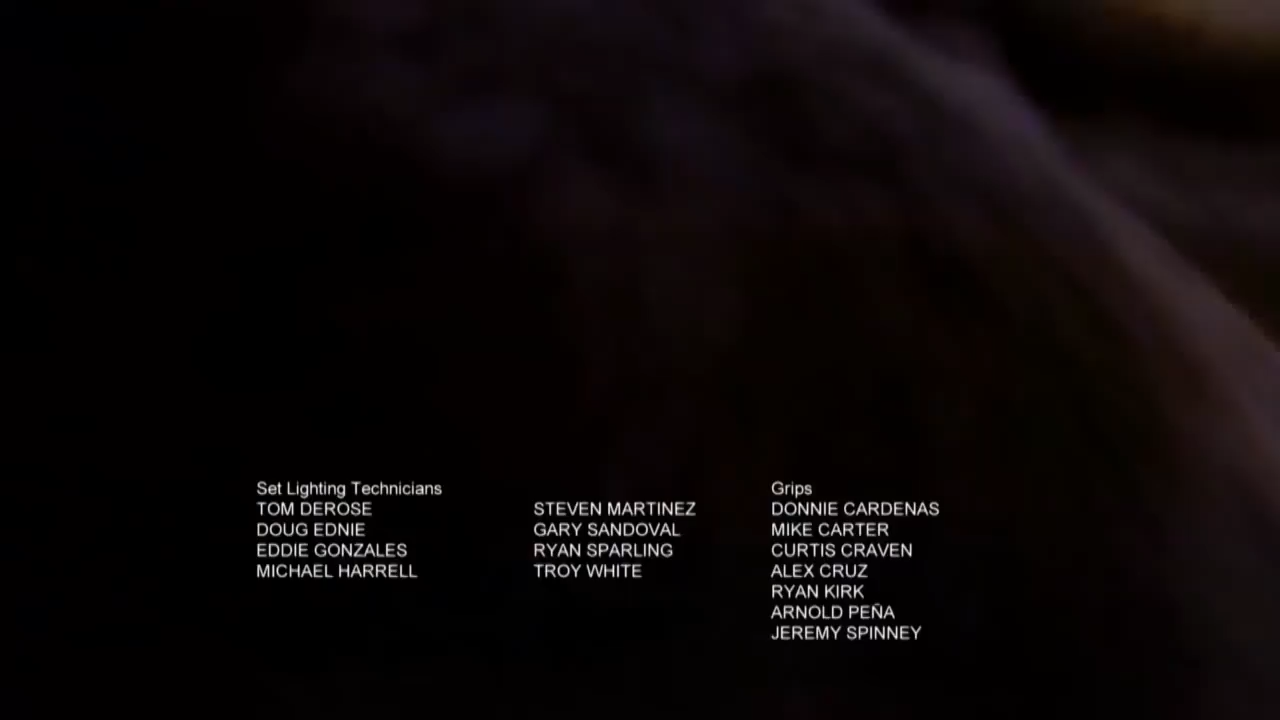 Set Lighting Technicians
TOM DEROSE
DOUG EDNIE
EDDIE GONZALES
MICHAEL HARRELL
STEVEN MARTINEZ
GARY SANDOVAL
RYAN SPARLING
TROY WHITE
Grips
DONNIE CARDENAS
MIKE CARTER
CURTIS CRAVEN
ALEX CRUZ
RYAN KIRK
ARNOLD PEÑA
JEREMY SPINNEY